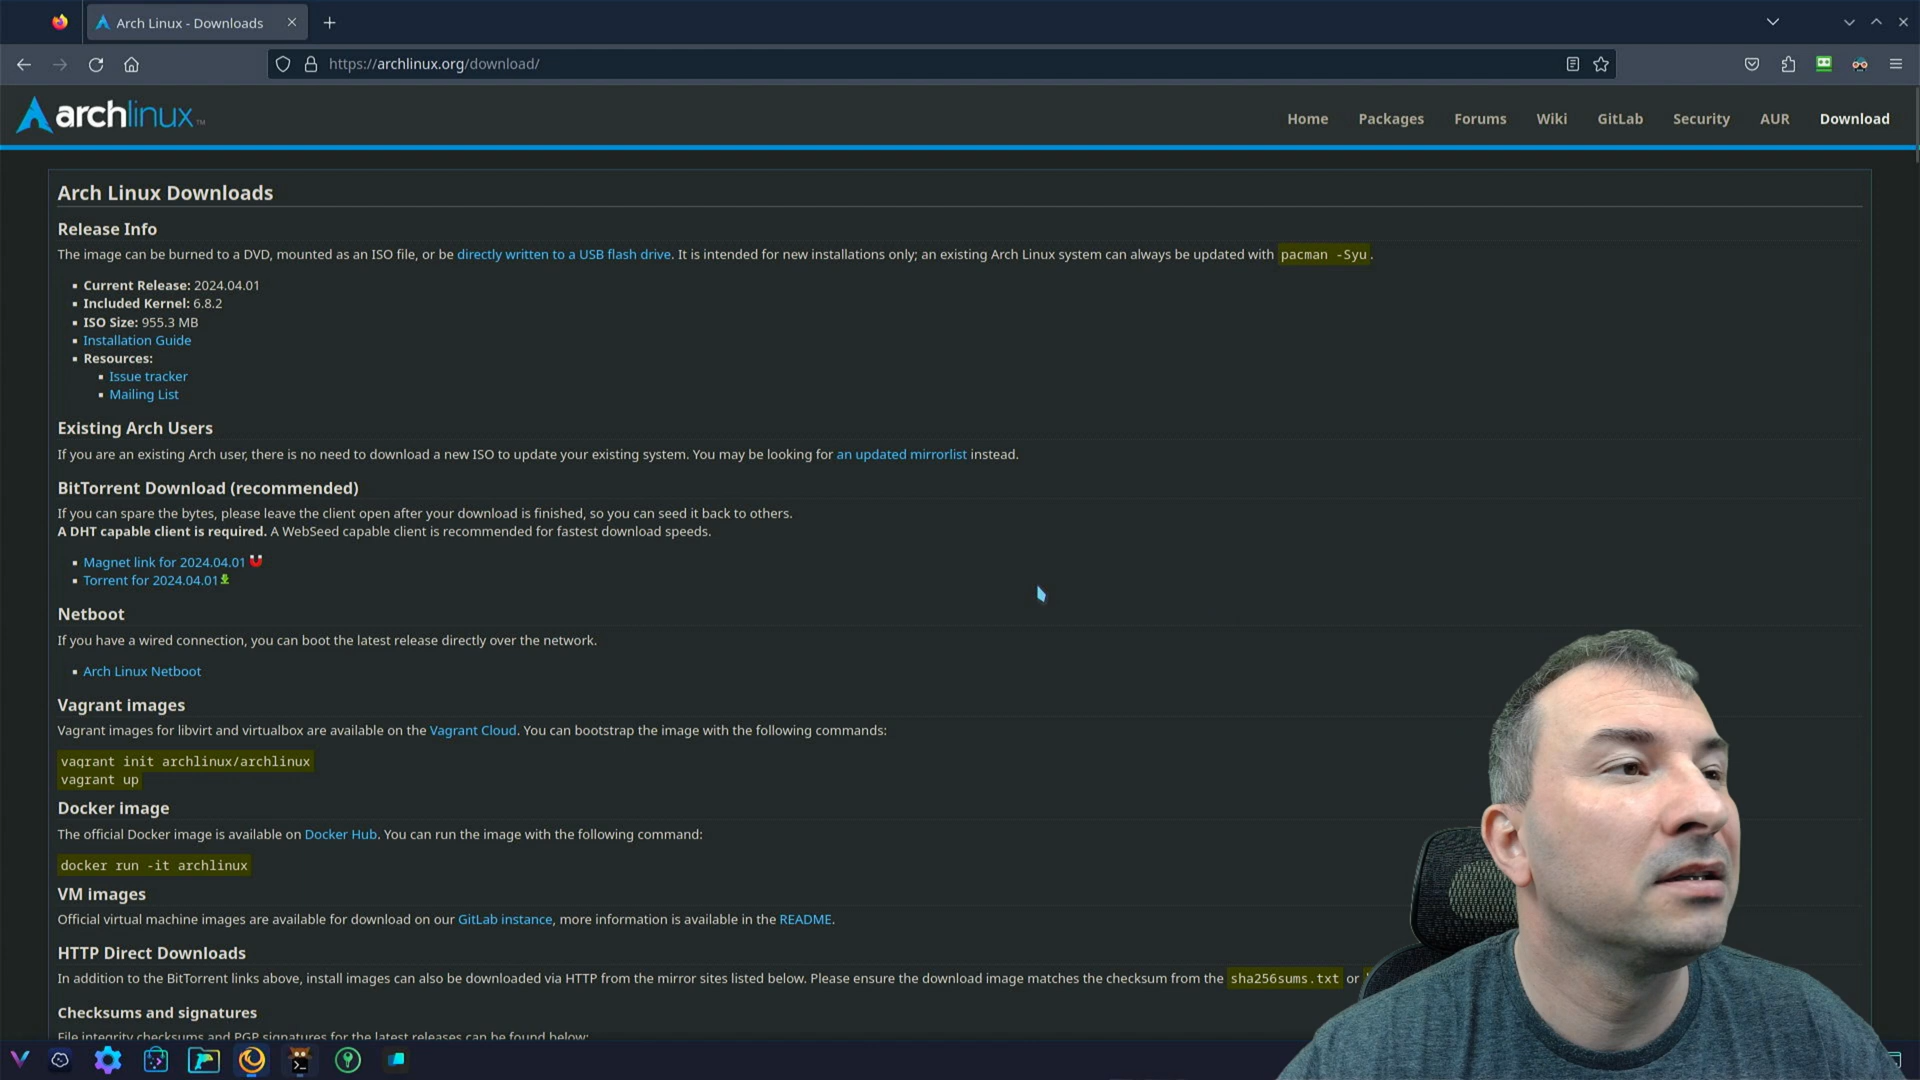 Arch Linux - Downloads
https://archlinux.org/download/
archlinux™
Home Packages Forums Wiki GitLab Security AUR Download
Arch Linux Downloads
Release Info
The image can be burned to a DVD, mounted as an ISO file, or be directly written to a USB flash drive. It is intended for new installations only; an existing Arch Linux system can always be updated with pacman -Syu.
Current Release: 2024.04.01
Included Kernel: 6.8.2
ISO Size: 955.3 MB
Installation Guide
Resources:
Issue tracker
Mailing List
Existing Arch Users
If you are an existing Arch user, there is no need to download a new ISO to update your existing system. You may be looking for an updated mirrorlist instead.
BitTorrent Download (recommended)
If you can spare the bytes, please leave the client open after your download is finished, so you can seed it back to others.
A DHT capable client is required. A WebSeed capable client is recommended for fastest download speeds.
Magnet link for 2024.04.01
Torrent for 2024.04.01
Netboot
If you have a wired connection, you can boot the latest release directly over the network.
Arch Linux Netboot
Vagrant images
Vagrant images for libvirt and virtualbox are available on the Vagrant Cloud. You can bootstrap the image with the following commands:
vagrant init archlinux/archlinux
vagrant up
Docker image
The official Docker image is available on Docker Hub. You can run the image with the following command:
docker run -it archlinux
VM images
Official virtual machine images are available for download on our GitLab instance, more information is available in the README.
HTTP Direct Downloads
In addition to the BitTorrent links above, install images can also be downloaded via HTTP from the mirror sites listed below. Please ensure the download image matches the checksum from the sha256sums.txt or
Checksums and signatures
File integrity checksums and PGP signatures for the latest releases can be found below: